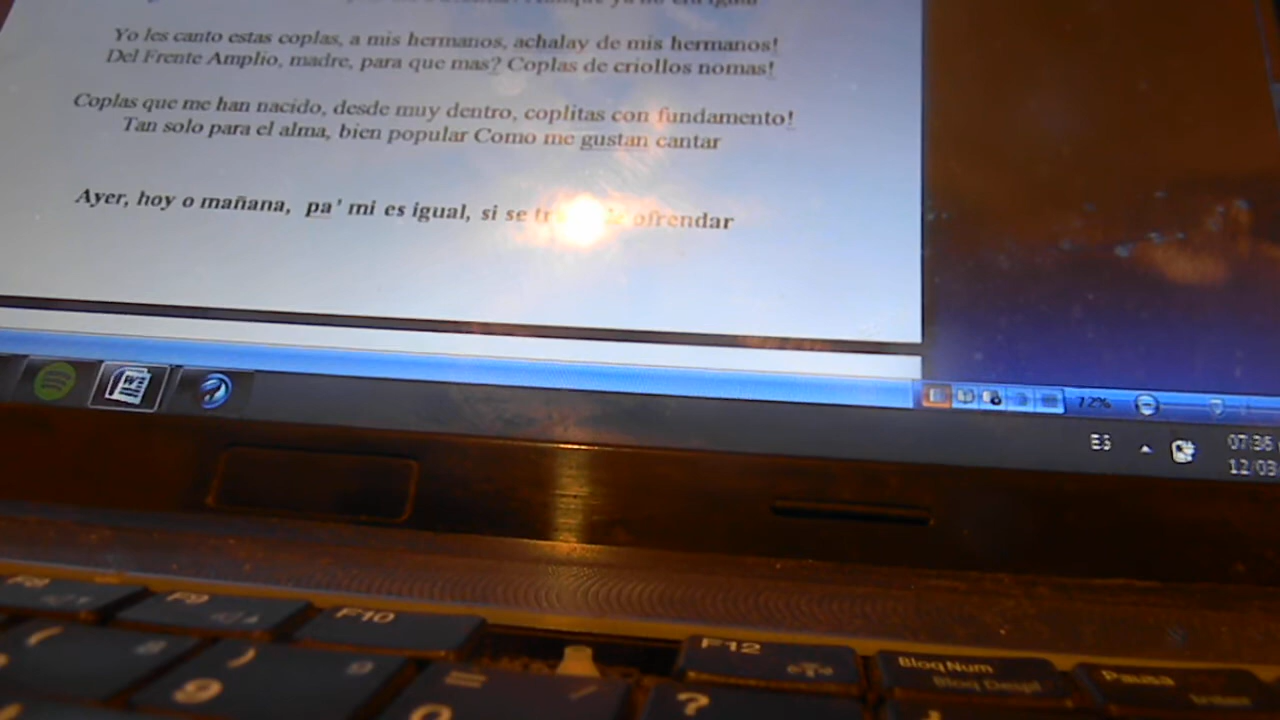 Yo les canto estas coplas, a mis hermanos, achalay de mis hermanos!
Del Frente Amplio, madre, para que mas? Coplas de criollos nomas!
Coplas que me han nacido, desde muy dentro, coplitas con fundamento!
Tan solo para el alma, bien popular Como me gustan cantar
Ayer, hoy o mañana, pa' mi es igual, si se ofrendar
72%
ES
07:36
12/03
F9
F10
F12
Bloq Num
Bloq Despl
Pausa
)
9
=
?